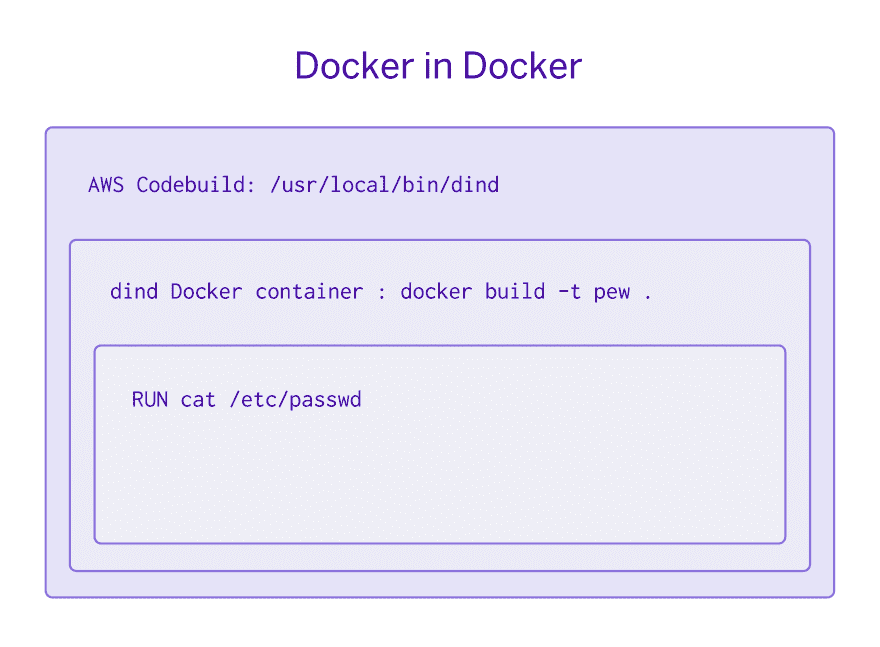 Docker in Docker
AWS Codebuild: /usr/local/bin/dind
dind Docker container : docker build -t pew .
RUN cat /etc/passwd